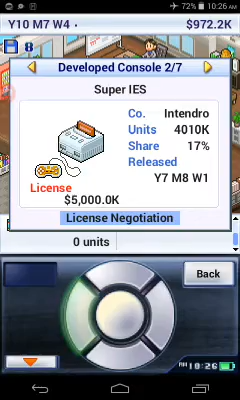 72% 10:26 AM
Y10 M7 W4 $972.2K
8
Developed Console 2/7
Super IES
Co. Intendro
Units 4010K
Share 17%
Released
Y7 M8 W1
License
$5,000.0K
License Negotiation
0 units
Back
10:26